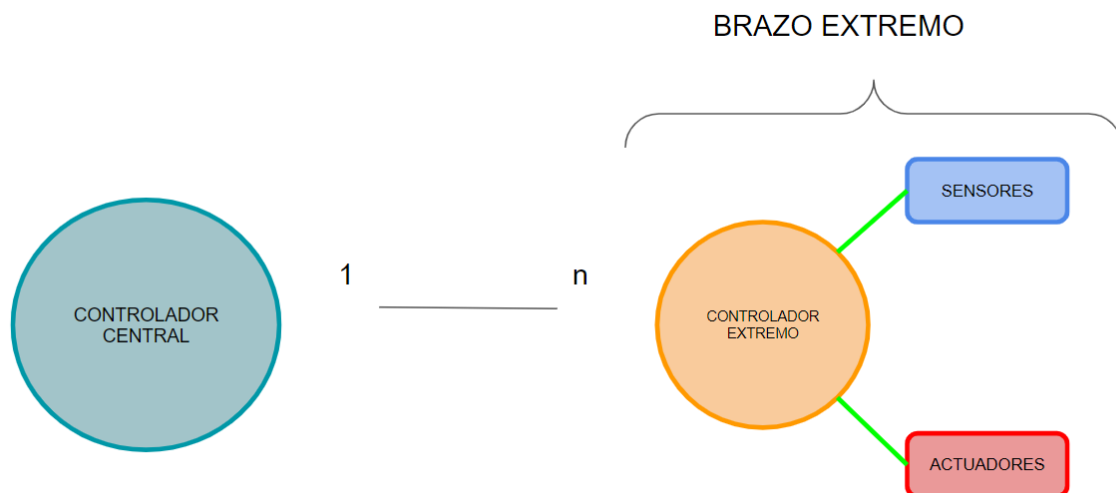 BRAZO EXTREMO
SENSORES
1
n
CONTROLADOR
CENTRAL
CONTROLADOR
EXTREMO
ACTUADORES